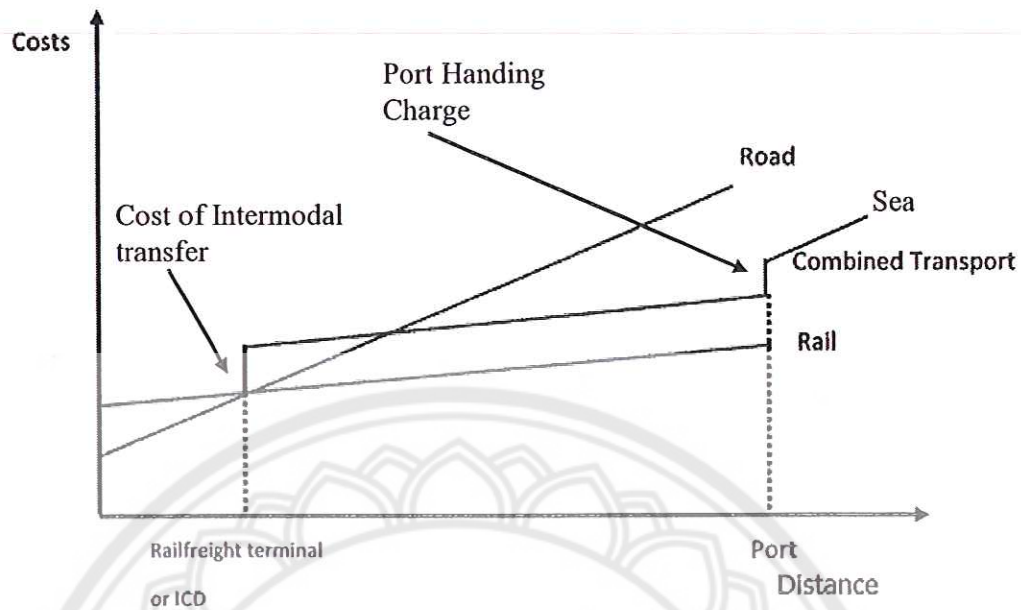 Costs
Port Handing
Charge
Road
Sea
Cost of Intermodal
transfer
Combined Transport
Rail
Railfreight terminal
or ICD
Port
Distance